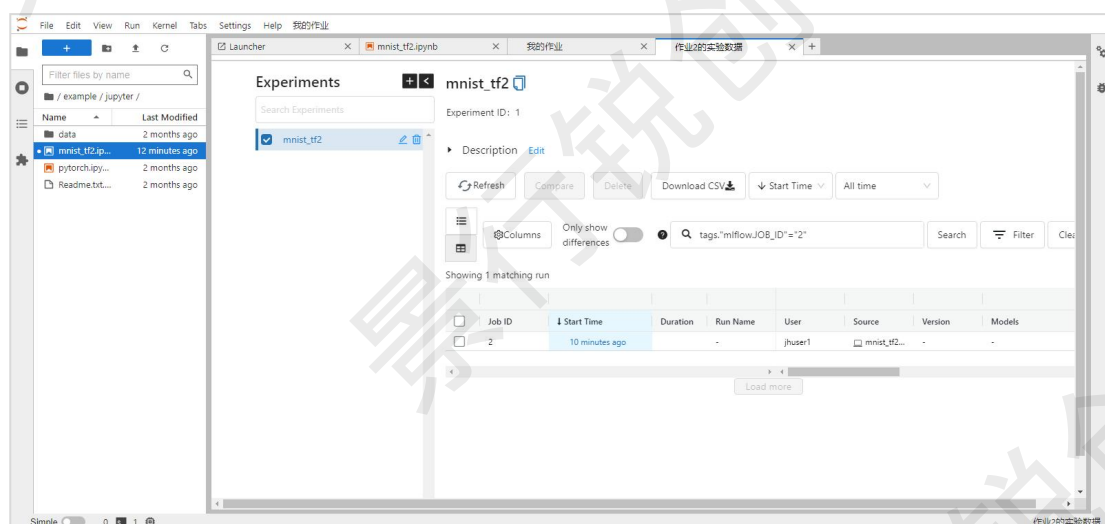 File Edit View Run Kernel Tabs Settings Help 我的作业
Launcher × mnist_tf2.ipynb × 我的作业 × 作业2的实验数据 × +
Filter files by name
/ example / jupyter /
Name Last Modified
data 2 months ago
mnist_tf2.ip... 12 minutes ago
pytorch.ipy... 2 months ago
Readme.txt.... 2 months ago
Experiments + <
Search Experiments
mnist_tf2
mnist_tf2
Experiment ID: 1
Description Edit
Refresh Compare Delete Download CSV Start Time All time
Columns Only show differences tags."mlflow.JOB_ID"="2" Search Filter Clea
Showing 1 matching run
Job ID Start Time Duration Run Name User Source Version Models
2 10 minutes ago - jhuser1 mnist_tf2... - -
Load more
Simple 0 1 作业2的实验数据
景行锐创